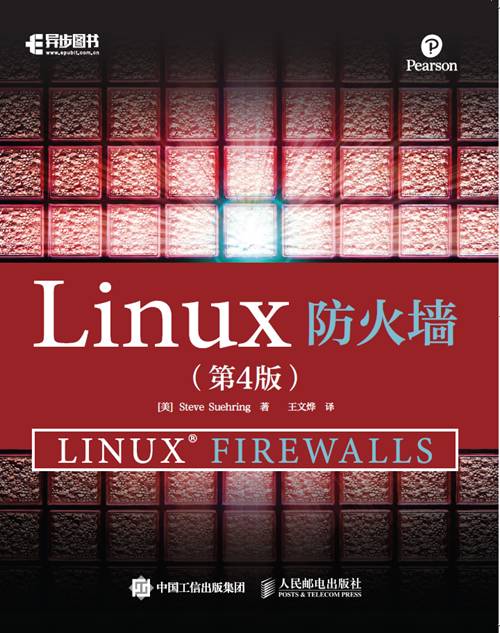 异步图书
www.epubit.com.cn
Pearson
Linux 防火墙
（第4版）
[美] Steve Suehring 著 王文烨 译
LINUX® FIREWALLS
中国工信出版集团 人民邮电出版社
POSTS & TELECOM PRESS